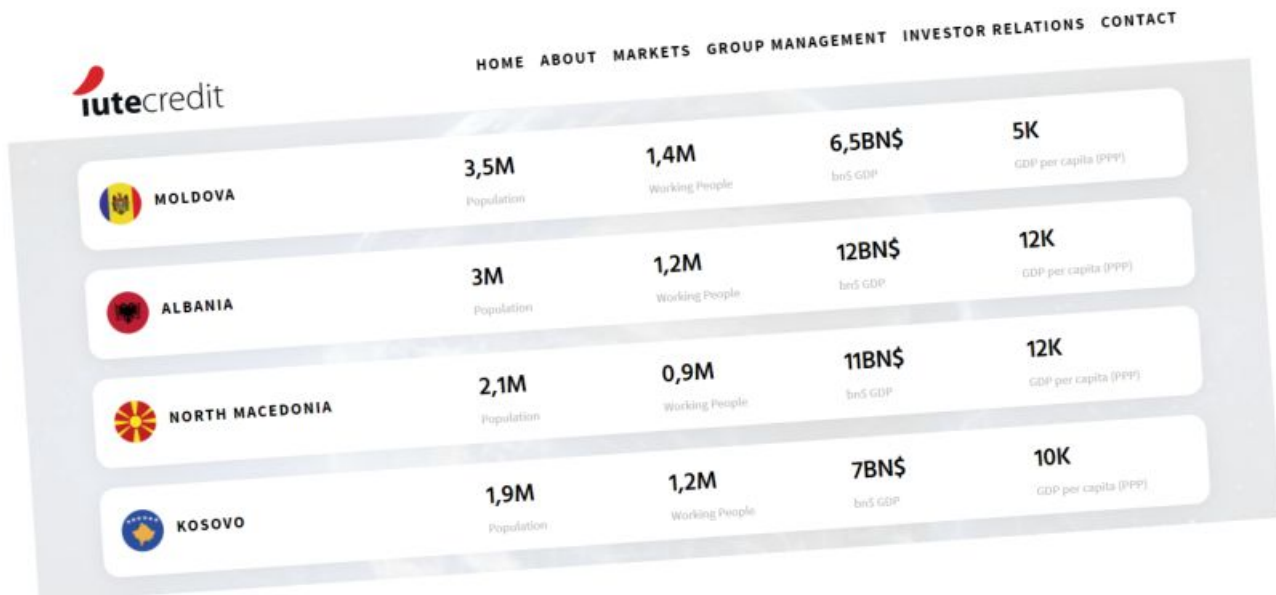 HOME ABOUT MARKETS GROUP MANAGEMENT INVESTOR RELATIONS CONTACT
iutecredit
MOLDOVA
3,5M
Population
1,4M
Working People
6,5BN$
bn$ GDP
5K
GDP per capita (PPP)
ALBANIA
3M
Population
1,2M
Working People
12BN$
bn$ GDP
12K
GDP per capita (PPP)
NORTH MACEDONIA
2,1M
Population
0,9M
Working People
11BN$
bn$ GDP
12K
GDP per capita (PPP)
KOSOVO
1,9M
Population
1,2M
Working People
7BN$
bn$ GDP
10K
GDP per capita (PPP)